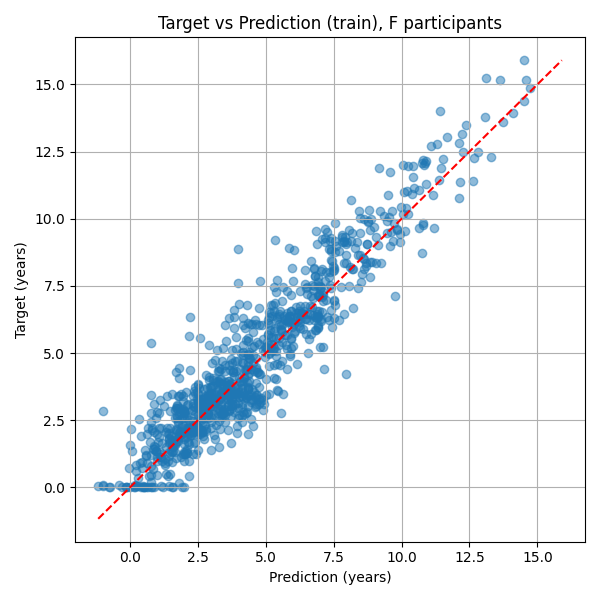 Target vs Prediction (train), F participants
Target (years)
15.0
12.5
10.0
7.5
5.0
2.5
0.0
0.0 2.5 5.0 7.5 10.0 12.5 15.0
Prediction (years)